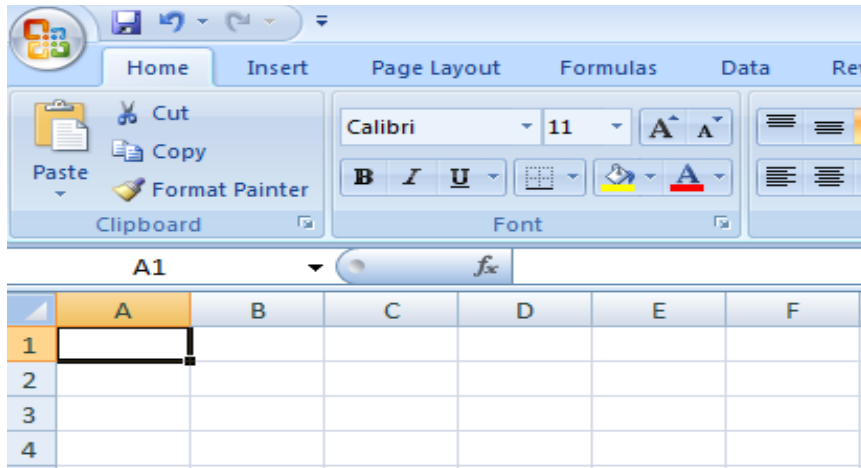 Home Insert Page Layout Formulas Data Re
Cut
Calibri 11 A A
Copy
Paste
B I U A
Format Painter
Clipboard Font
A1 fx
A B C D E F
1
2
3
4